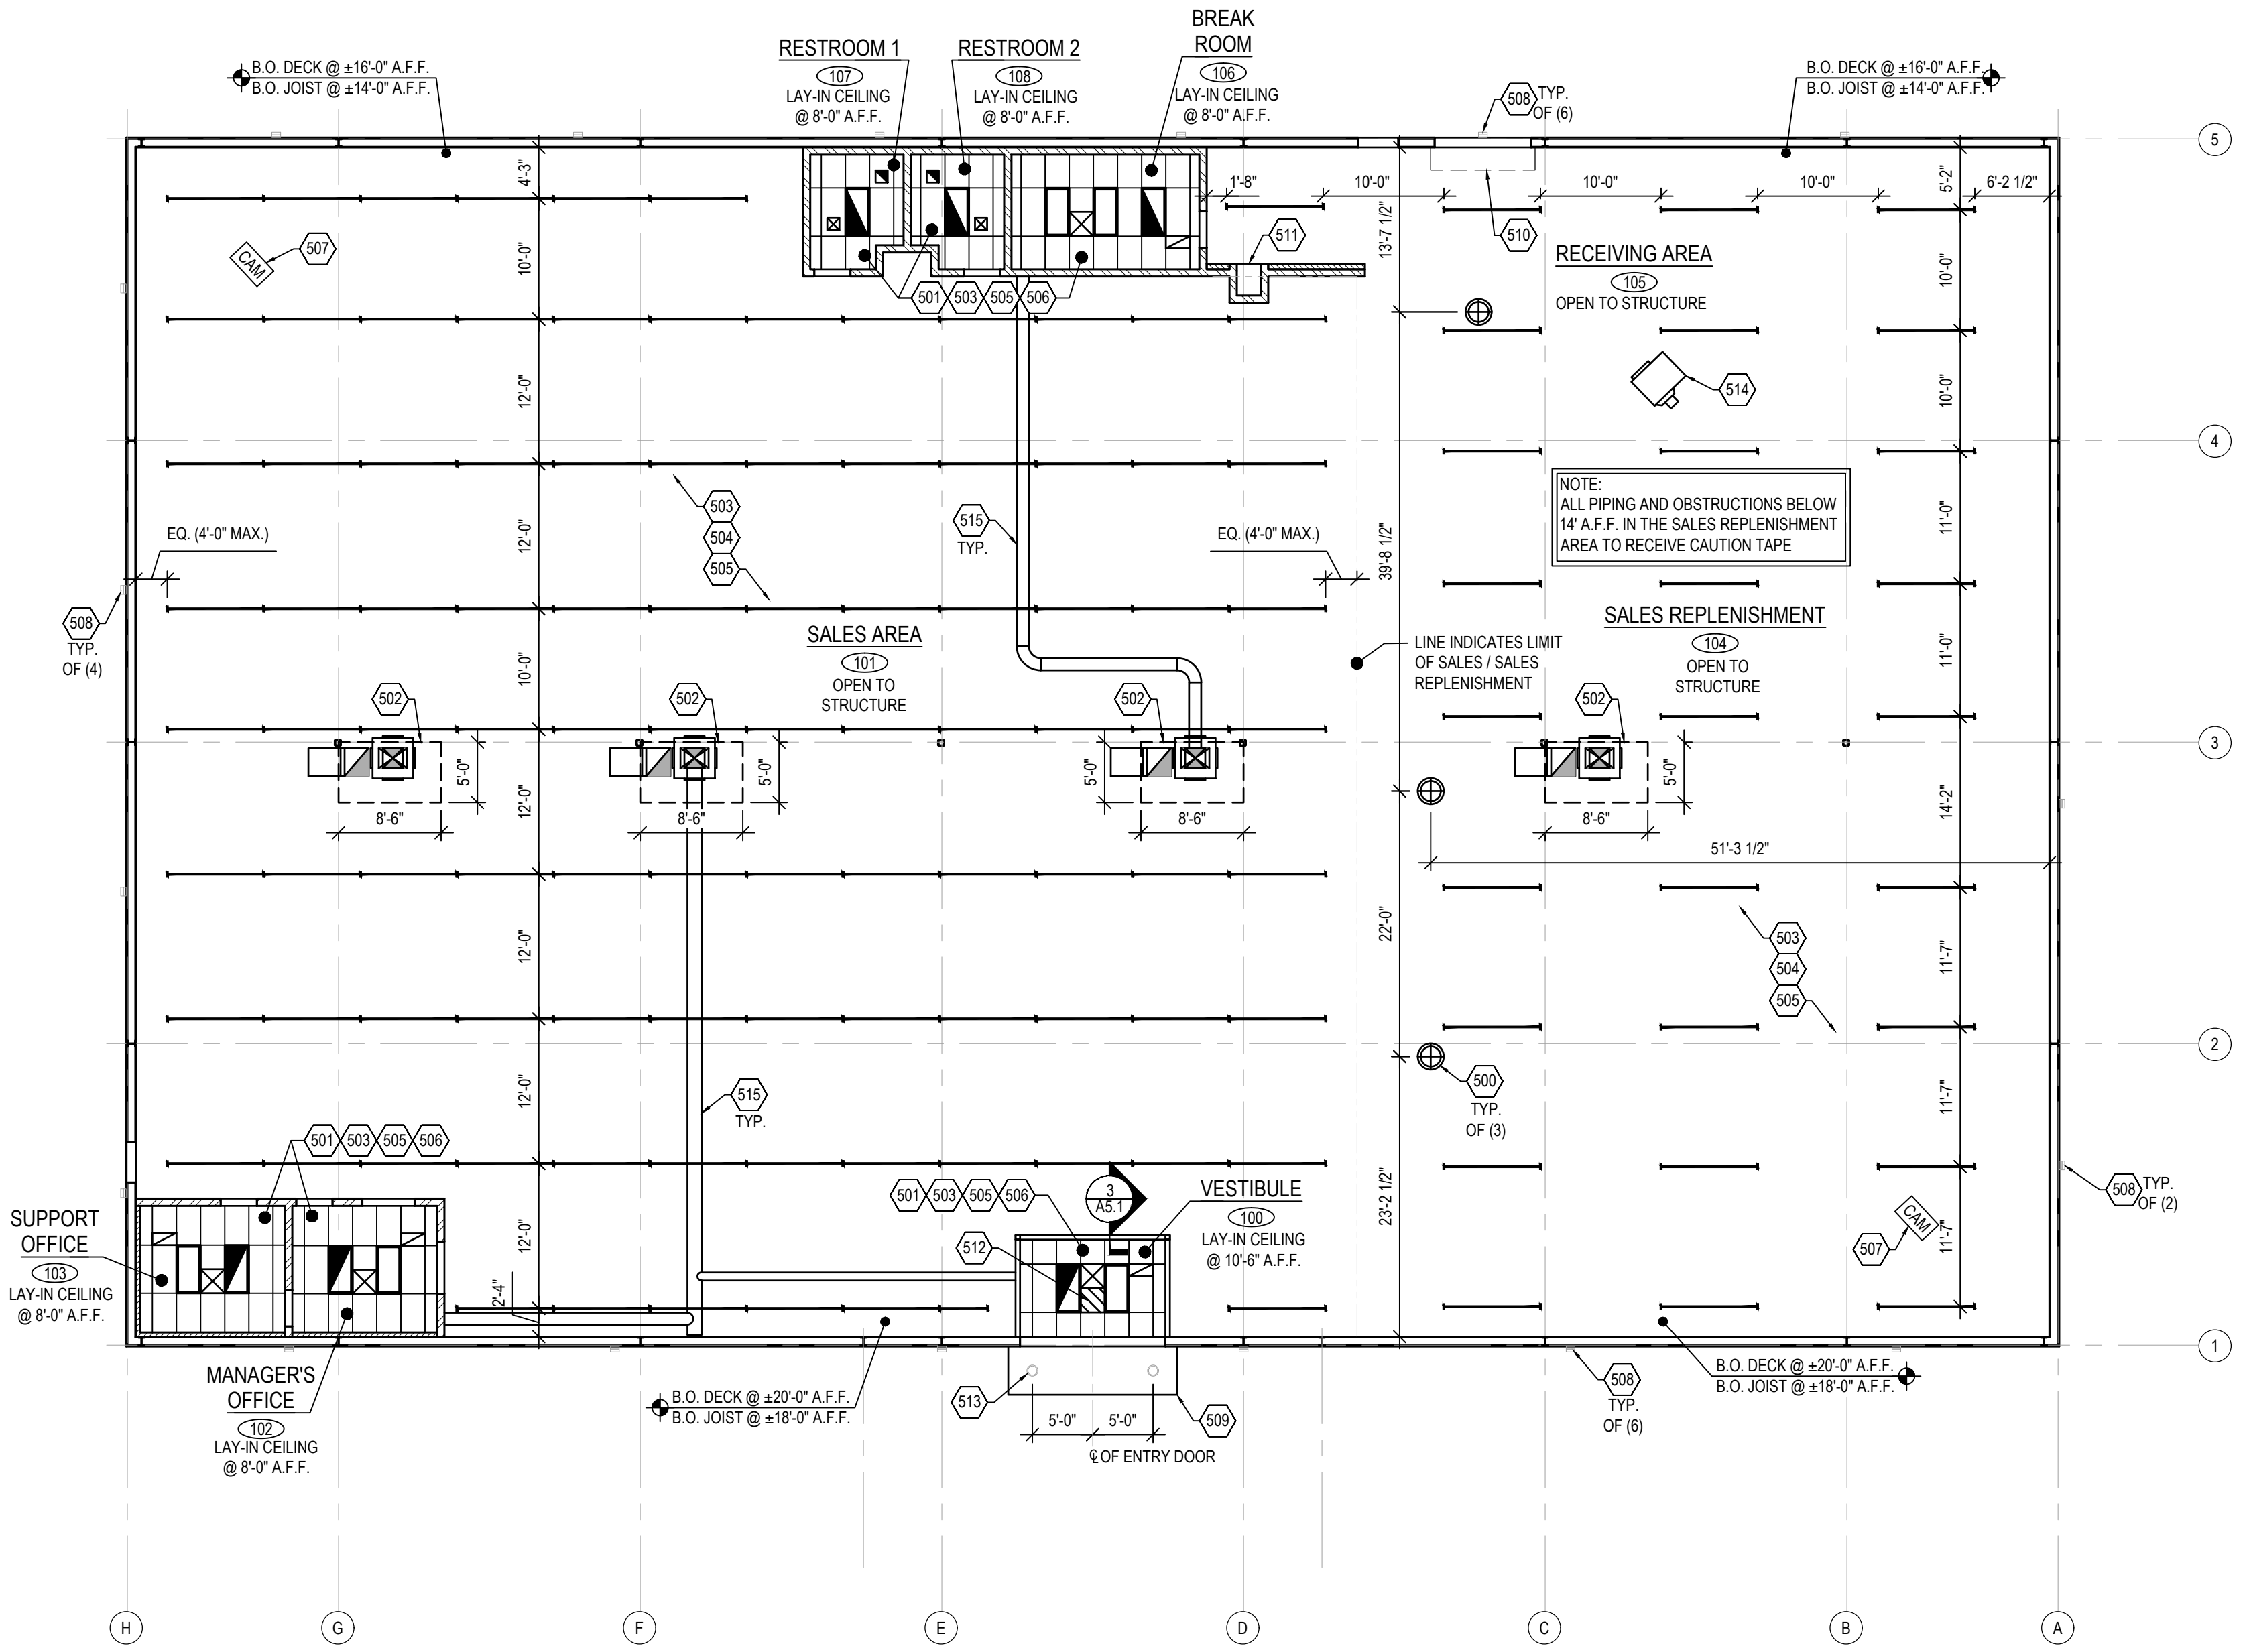 BREAK
ROOM
RESTROOM 1
RESTROOM 2
107
108
106
LAY-IN CEILING
@ 8'-0" A.F.F.
LAY-IN CEILING
@ 8'-0" A.F.F.
LAY-IN CEILING
@ 8'-0" A.F.F.
B.O. DECK @ ±16'-0" A.F.F.
B.O. JOIST @ ±14'-0" A.F.F.
508
TYP.
OF (6)
B.O. DECK @ ±16'-0" A.F.F.
B.O. JOIST @ ±14'-0" A.F.F.
5
4'-3"
1'-8"
10'-0"
10'-0"
10'-0"
6'-2 1/2"
5'-2"
CAM
507
10'-0"
511
13'-7 1/2"
510
RECEIVING AREA
105
OPEN TO STRUCTURE
10'-0"
501
503
505
506
12'-0"
514
10'-0"
4
503
504
505
12'-0"
515
TYP.
EQ. (4'-0" MAX.)
EQ. (4'-0" MAX.)
39'-8 1/2"
NOTE:
ALL PIPING AND OBSTRUCTIONS BELOW
14' A.F.F. IN THE SALES REPLENISHMENT
AREA TO RECEIVE CAUTION TAPE
11'-0"
508
TYP.
OF (4)
SALES AREA
101
OPEN TO
STRUCTURE
10'-0"
LINE INDICATES LIMIT
OF SALES / SALES
REPLENISHMENT
SALES REPLENISHMENT
104
OPEN TO
STRUCTURE
11'-0"
502
502
502
502
3
5'-0"
5'-0"
5'-0"
5'-0"
12'-0"
14'-2"
8'-6"
8'-6"
8'-6"
8'-6"
51'-3 1/2"
12'-0"
22'-0"
503
504
505
11'-7"
2
12'-0"
515
TYP.
500
TYP.
OF (3)
11'-7"
501
503
505
506
501
503
505
506
3
A5.1
VESTIBULE
100
LAY-IN CEILING
@ 10'-6" A.F.F.
23'-2 1/2"
508
TYP.
OF (2)
SUPPORT
OFFICE
103
LAY-IN CEILING
@ 8'-0" A.F.F.
12'-0"
2'-4"
512
CAM
507
11'-7"
1
MANAGER'S
OFFICE
102
LAY-IN CEILING
@ 8'-0" A.F.F.
B.O. DECK @ ±20'-0" A.F.F.
B.O. JOIST @ ±18'-0" A.F.F.
513
5'-0"
5'-0"
509
℄ OF ENTRY DOOR
508
TYP.
OF (6)
B.O. DECK @ ±20'-0" A.F.F.
B.O. JOIST @ ±18'-0" A.F.F.
H
G
F
E
D
C
B
A